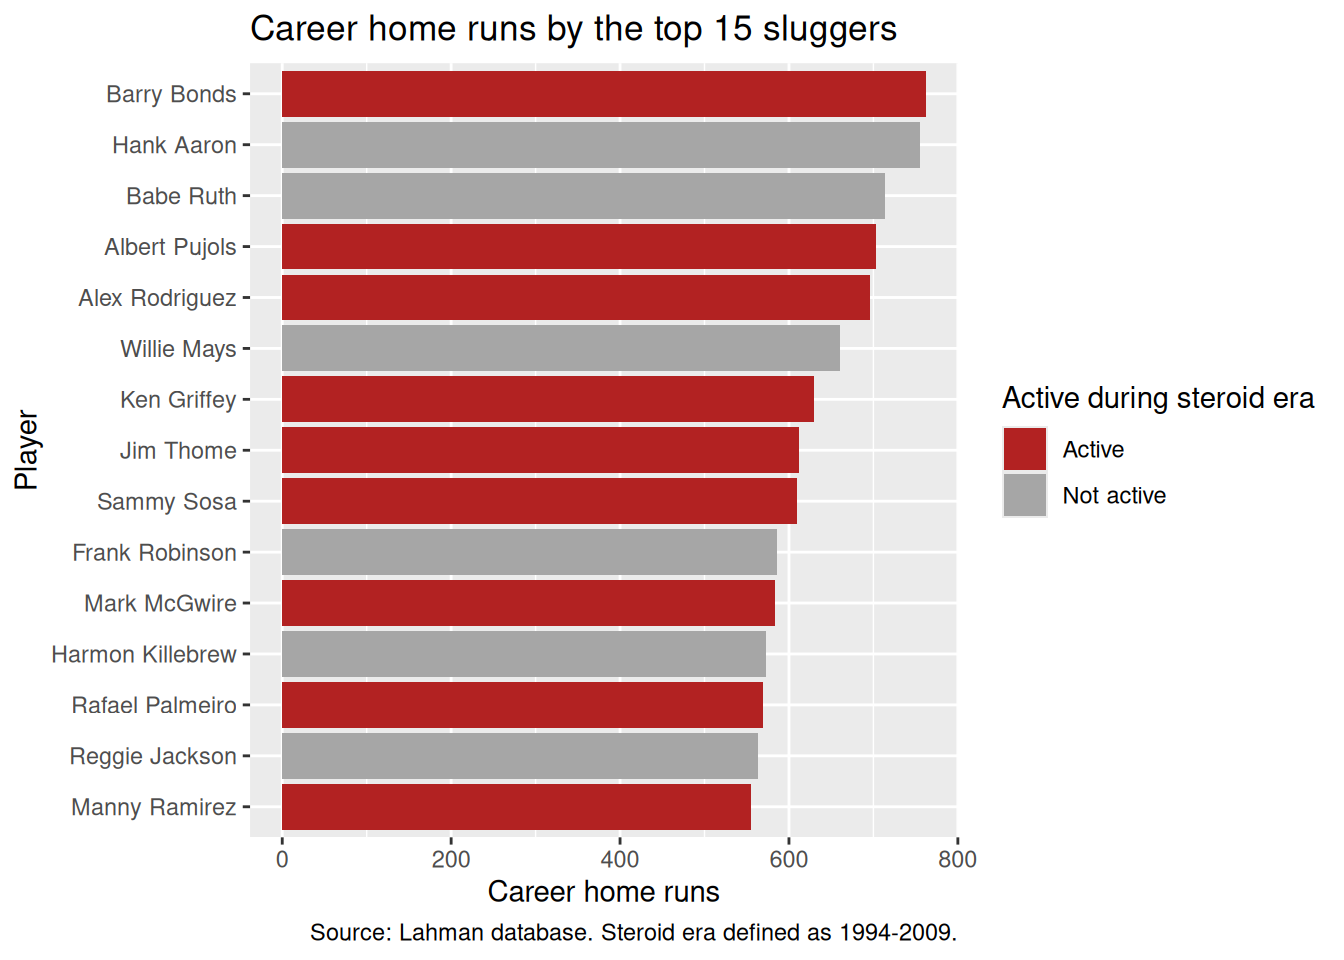 Career home runs by the top 15 sluggers
Barry Bonds
Hank Aaron
Babe Ruth
Albert Pujols
Alex Rodriguez
Willie Mays
Ken Griffey
Jim Thome
Sammy Sosa
Frank Robinson
Mark McGwire
Harmon Killebrew
Rafael Palmeiro
Reggie Jackson
Manny Ramirez
Player
0 200 400 600 800
Career home runs
Active during steroid era
Active
Not active
Source: Lahman database. Steroid era defined as 1994-2009.